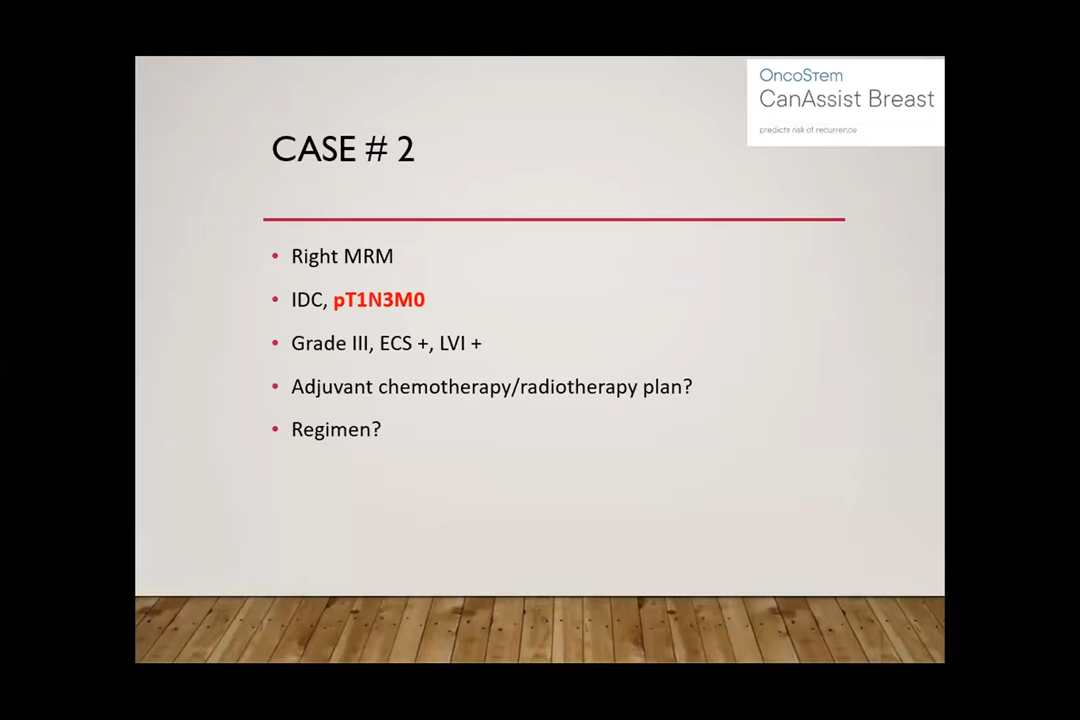 OncoSTem
CanAssist Breast
predicts risk of recurrence
CASE # 2
• Right MRM
• IDC, pT1N3M0
• Grade III, ECS +, LVI +
• Adjuvant chemotherapy/radiotherapy plan?
• Regimen?